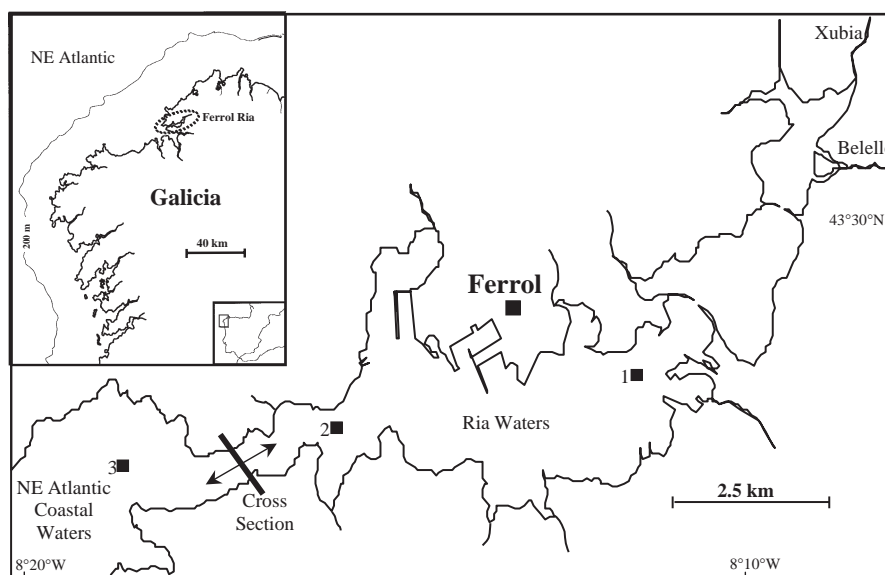 NE Atlantic
Ferrol Ria
Galicia
40 km
200 m
Xubia
Belelle
43°30'N
Ferrol
1
2
3
Ria Waters
NE Atlantic
Coastal
Waters
Cross
Section
2.5 km
8°20'W
8°10'W